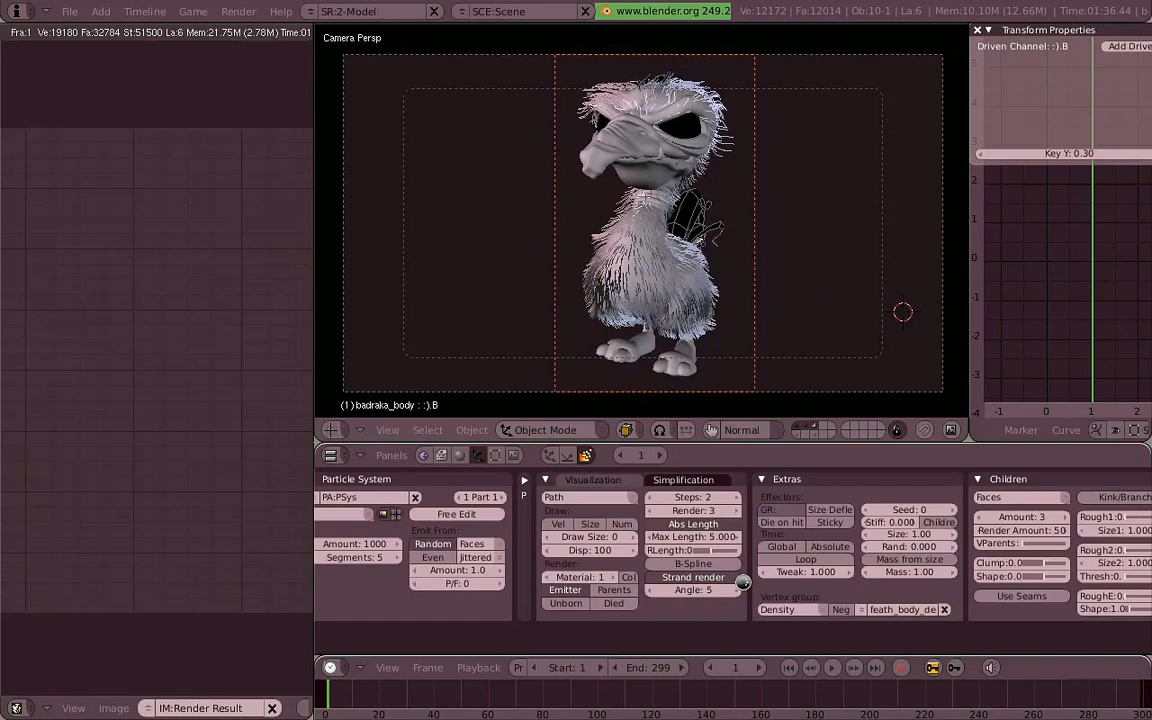 File Add Timeline Game Render Help SR:2-Model SCE:Scene www.blender.org 249.2 Ve:12172 | Fa:12014 | Ob:10-1 | La:6 | Mem:10.10M (12.66M) | Time:01:36.44 | b
Fra:1 Ve:19180 Fa:32784 St:51500 La:6 Mem:21.75M (2.78M) Time:01
Camera Persp
Transform Properties
Driven Channel: :).B Add Drive
Key Y: 0.30
2
1
0
-1
-2
-3
-4
-1 0 1 2
(1) badraka_body : :).B
View Select Object Object Mode Normal Marker Curve
Panels 1
Particle System
PA:PSys 1 Part 1
Free Edit
Emit From:
Amount: 1000 Random Faces
Segments: 5 Even Jittered
Amount: 1.0
P/F: 0
P
Visualization Simplification
Path Steps: 2
Draw: Render: 3
Vel Size Num Abs Length
Draw Size: 0 Max Length: 5.000
Disp: 100 RLength:0
Render: B-Spline
Material: 1 Col Strand render
Emitter Parents Angle: 5
Unborn Died
Extras
Effectors: Seed: 0
GR: Size Defle Stiff: 0.000 Childre
Die on hit Sticky Size: 1.00
Time: Rand: 0.000
Global Absolute Mass from size
Loop Mass: 1.00
Tweak: 1.000
Vertex group:
Density Neg feath_body_de
Children
Faces Kink/Branch
Amount: 3 Rough1:0. Size1: 1.000
Render Amount: 50
VParents:
Rough2:0. Size2: 1.000
Clump:0.0 Thresh:0.
Shape:0.0
Use Seams RoughE:0. Shape:1.0
View Frame Playback Pr Start: 1 End: 299 1
View Image IM:Render Result
0 20 40 60 80 100 120 140 160 180 200 220 240 260 280 300